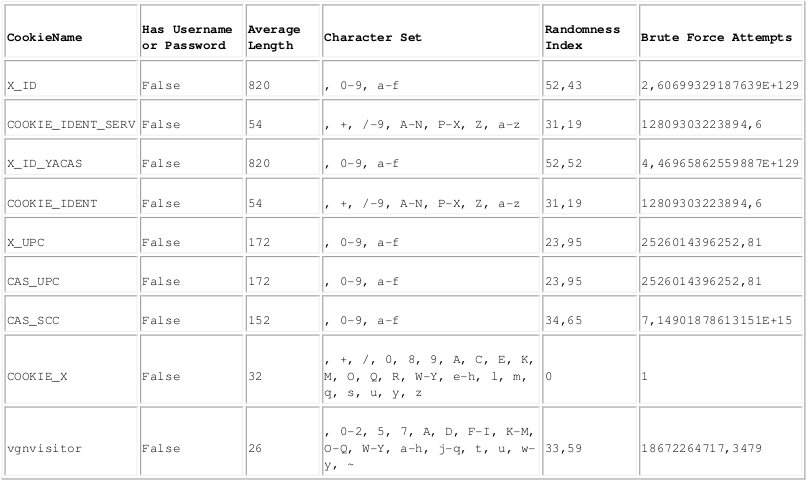 CookieName Has Username or Password Average Length Character Set Randomness Index Brute Force Attempts
X_ID False 820 , 0-9, a-f 52,43 2,60699329187639E+129
COOKIE_IDENT_SERV False 54 , +, /-9, A-N, P-X, Z, a-z 31,19 12809303223894,6
X_ID_YACAS False 820 , 0-9, a-f 52,52 4,46965862559887E+129
COOKIE_IDENT False 54 , +, /-9, A-N, P-X, Z, a-z 31,19 12809303223894,6
X_UPC False 172 , 0-9, a-f 23,95 2526014396252,81
CAS_UPC False 172 , 0-9, a-f 23,95 2526014396252,81
CAS_SCC False 152 , 0-9, a-f 34,65 7,14901878613151E+15
COOKIE_X False 32 , +, /, 0, 8, 9, A, C, E, K, M, O, Q, R, W-Y, e-h, l, m, q, s, u, y, z 0 1
vgnvisitor False 26 , 0-2, 5, 7, A, D, F-I, K-M, O-Q, W-Y, a-h, j-q, t, u, w-y, ~ 33,59 18672264717,3479